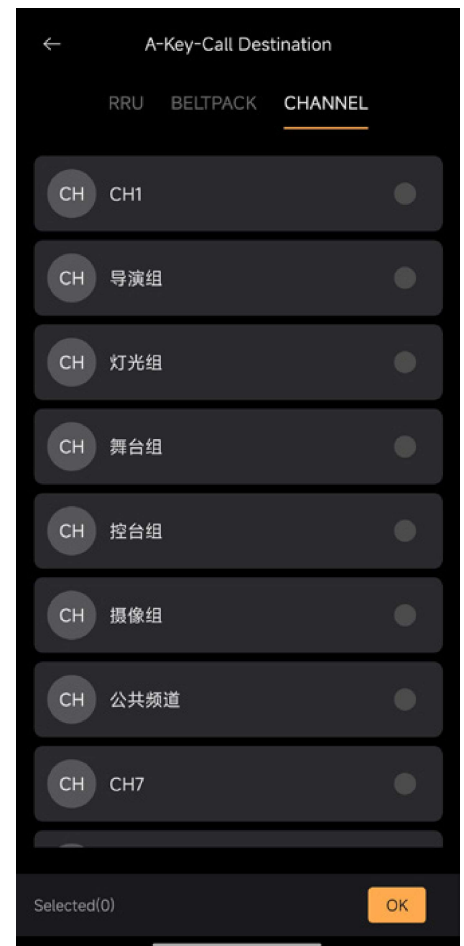 A-Key-Call Destination
RRU BELTPACK CHANNEL
CH CH1
CH 导演组
CH 灯光组
CH 舞台组
CH 控台组
CH 摄像组
CH 公共频道
CH CH7
Selected(0) OK